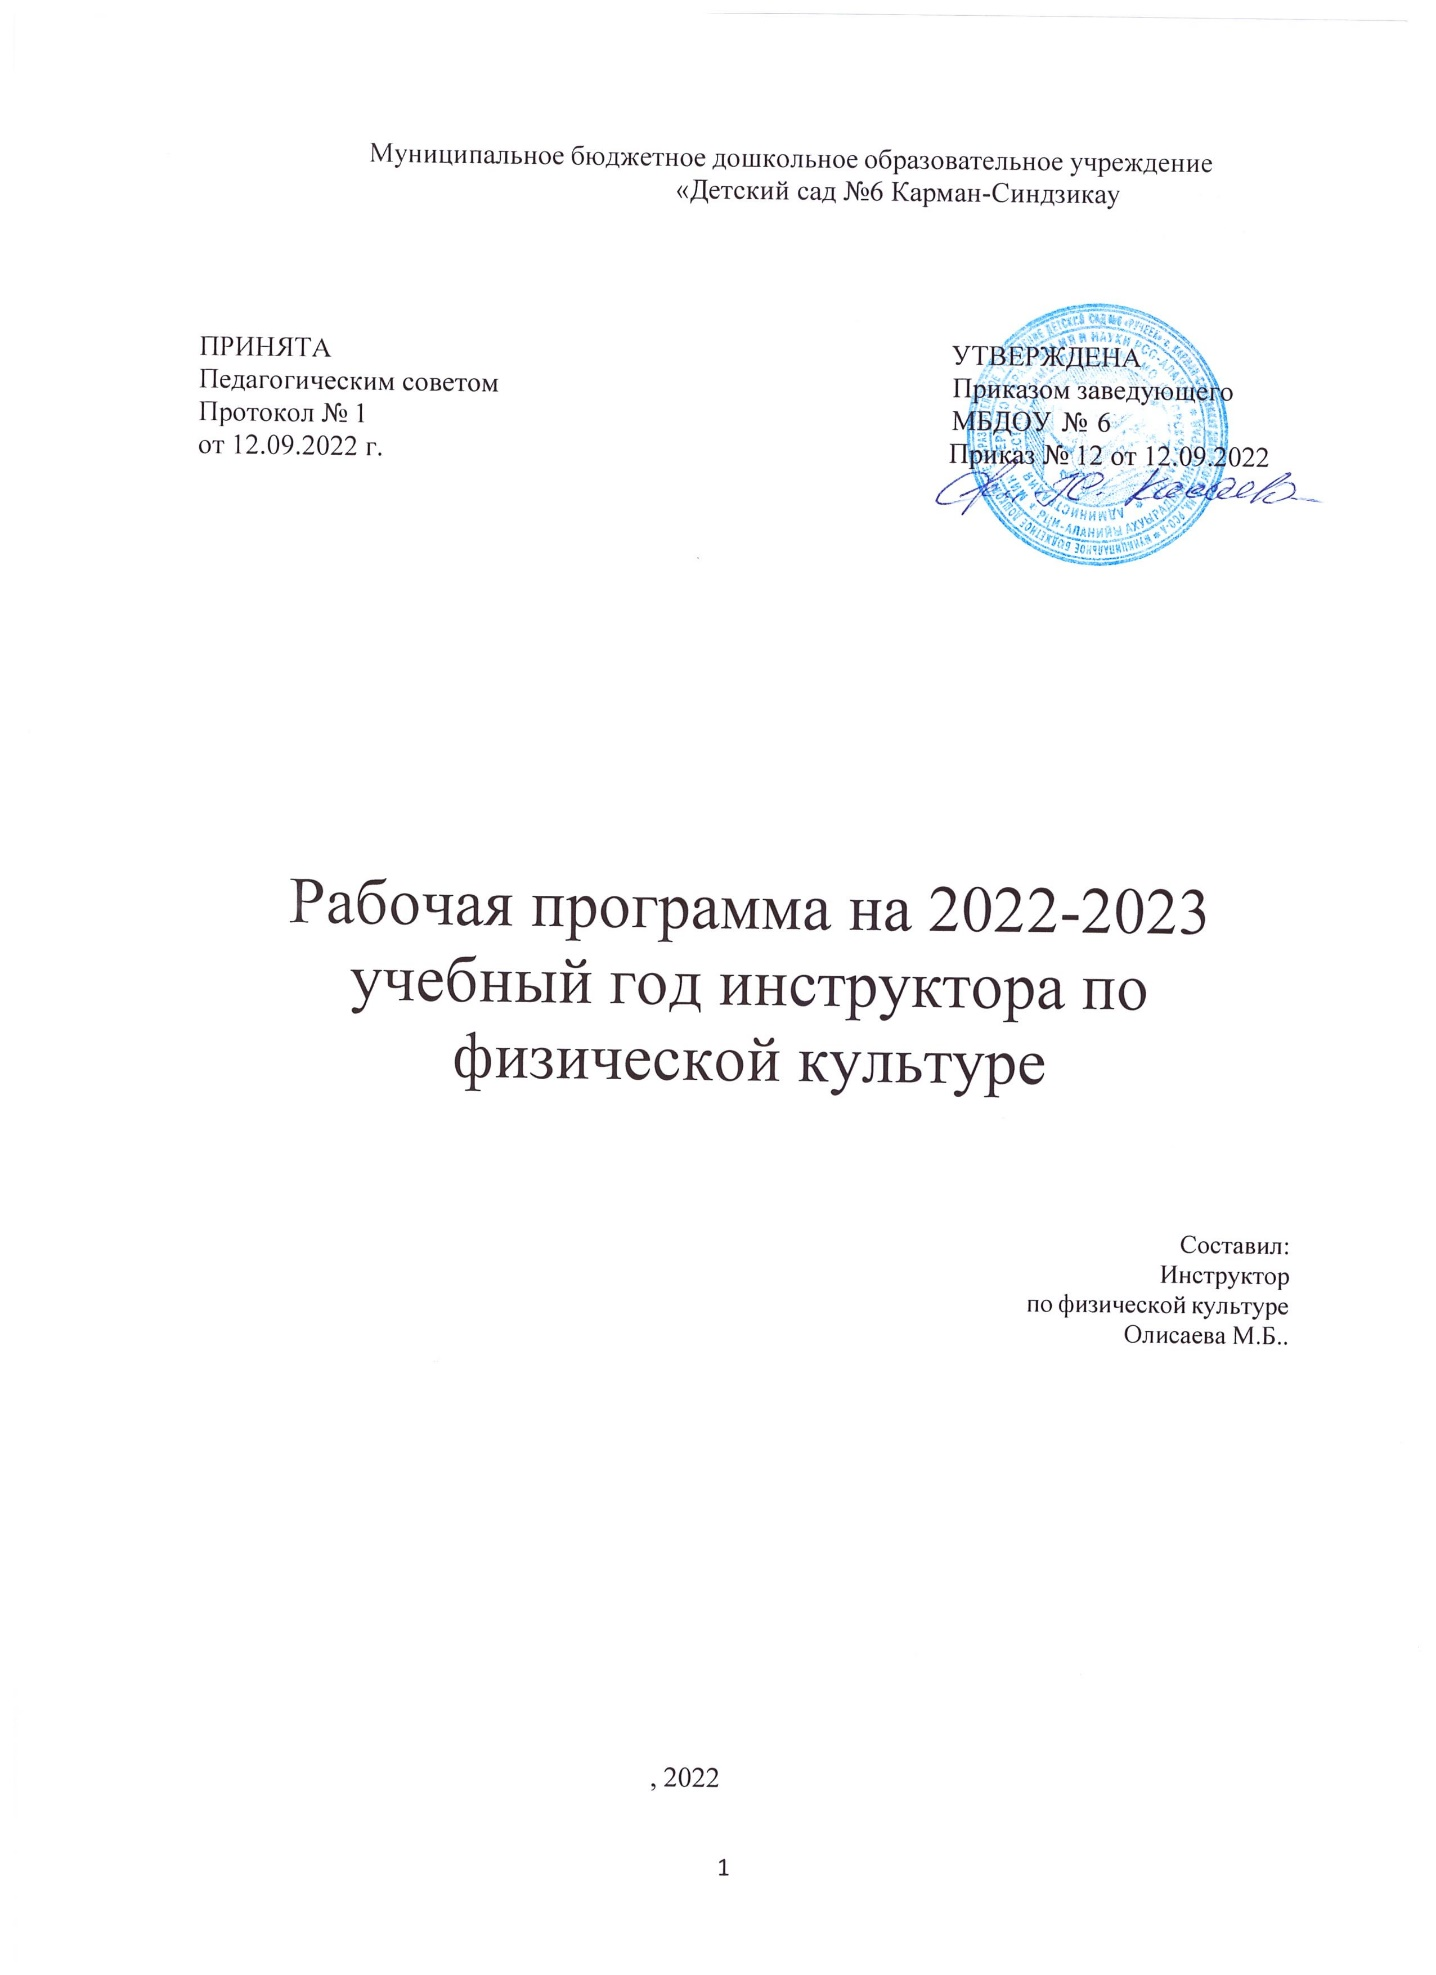 Муниципальное бюджетное дошкольное образовательное учреждение
«Детский сад №6 Карман-Синдзикау
ПРИНЯТА
Педагогическим советом
Протокол № 1
от 12.09.2022 г.
УТВЕРЖДЕНА
Приказом заведующего
МБДОУ № 6
Приказ № 12 от 12.09.2022
Рабочая программа на 2022-2023
учебный год инструктора по
физической культуре
Составил:
Инструктор
по физической культуре
Олисаева М.Б..
, 2022
1